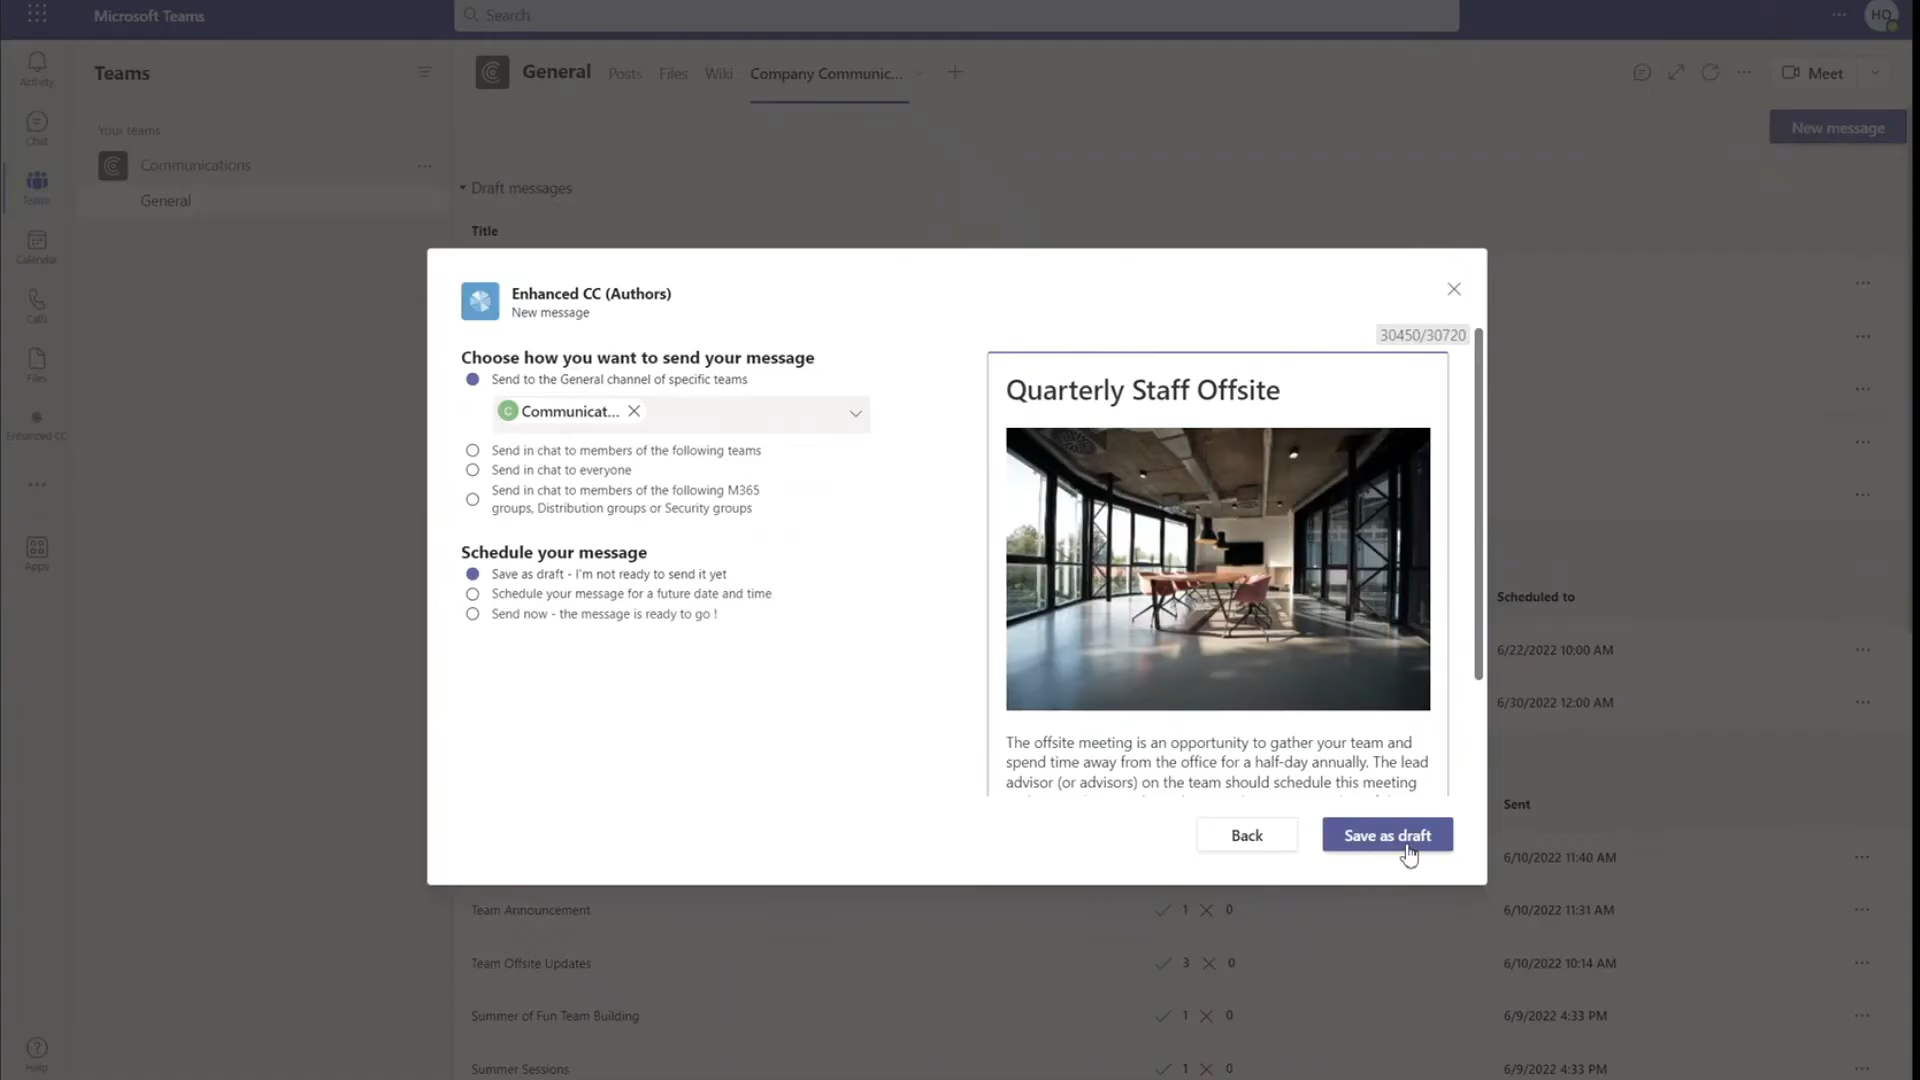 Microsoft Teams
Search
HO
Activity
Chat
Teams
Calendar
Calls
Files
Enhanced CC
Apps
Help
Teams
Your teams
Communications
General
General
Posts
Files
Wiki
Company Communic...
Meet
New message
Draft messages
Title
Enhanced CC (Authors)
New message
30450/30720
Choose how you want to send your message
Send to the General channel of specific teams
C Communicat...
Send in chat to members of the following teams
Send in chat to everyone
Send in chat to members of the following M365
groups, Distribution groups or Security groups
Schedule your message
Save as draft - I'm not ready to send it yet
Schedule your message for a future date and time
Send now - the message is ready to go !
Quarterly Staff Offsite
The offsite meeting is an opportunity to gather your team and
spend time away from the office for a half-day annually. The lead
advisor (or advisors) on the team should schedule this meeting
Back
Save as draft
Scheduled to
6/22/2022 10:00 AM
6/30/2022 12:00 AM
Sent
6/10/2022 11:40 AM
Team Announcement 1 0 6/10/2022 11:31 AM
Team Offsite Updates 3 0 6/10/2022 10:14 AM
Summer of Fun Team Building 1 0 6/9/2022 4:33 PM
Summer Sessions 1 0 6/9/2022 4:33 PM